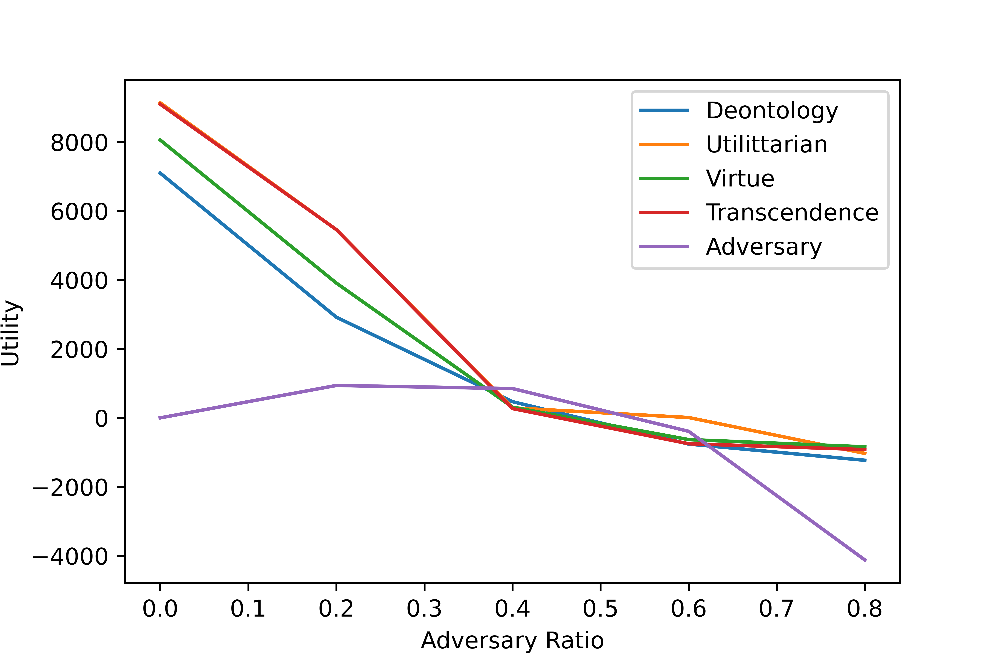 Deontology
Utilittarian
Virtue
Transcendence
Adversary
8000
6000
4000
2000
0
−2000
−4000
Utility
0.0 0.1 0.2 0.3 0.4 0.5 0.6 0.7 0.8
Adversary Ratio